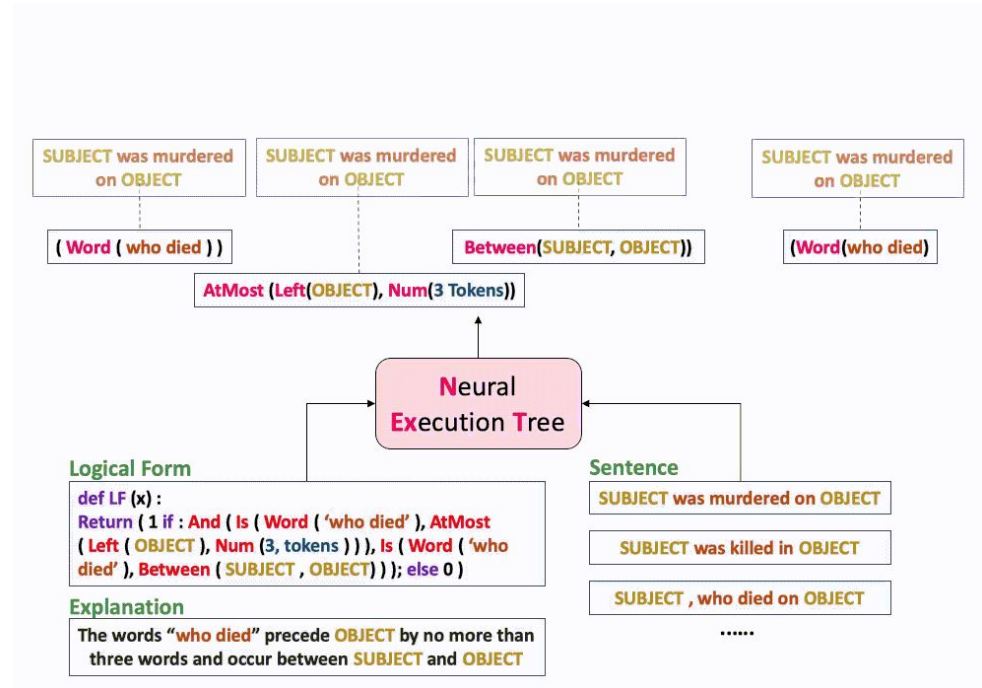 SUBJECT was murdered
on OBJECT
SUBJECT was murdered
on OBJECT
SUBJECT was murdered
on OBJECT
SUBJECT was murdered
on OBJECT
( Word ( who died ) )
Between(SUBJECT, OBJECT))
(Word(who died)
AtMost (Left(OBJECT), Num(3 Tokens))
Neural
Execution Tree
Logical Form
def LF (x) :
Return ( 1 if : And ( Is ( Word ( ‘who died’ ), AtMost
( Left ( OBJECT ), Num (3, tokens ) ) ), Is ( Word ( ‘who
died’ ), Between ( SUBJECT , OBJECT) ) ); else 0 )
Explanation
The words “who died” precede OBJECT by no more than
three words and occur between SUBJECT and OBJECT
Sentence
SUBJECT was murdered on OBJECT
SUBJECT was killed in OBJECT
SUBJECT , who died on OBJECT
......